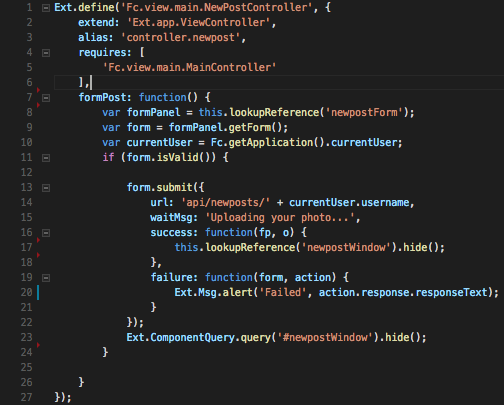 1 Ext.define('Fc.view.main.NewPostController', {
2     extend: 'Ext.app.ViewController',
3     alias: 'controller.newpost',
4     requires: [
5         'Fc.view.main.MainController'
6     ],
7     formPost: function() {
8         var formPanel = this.lookupReference('newpostForm');
9         var form = formPanel.getForm();
10         var currentUser = Fc.getApplication().currentUser;
11         if (form.isValid()) {
12
13             form.submit({
14                 url: 'api/newposts/' + currentUser.username,
15                 waitMsg: 'Uploading your photo...',
16                 success: function(fp, o) {
17                     this.lookupReference('newpostWindow').hide();
18                 },
19                 failure: function(form, action) {
20                     Ext.Msg.alert('Failed', action.response.responseText);
21                 }
22             });
23             Ext.ComponentQuery.query('#newpostWindow').hide();
24         }
25
26     }
27 });